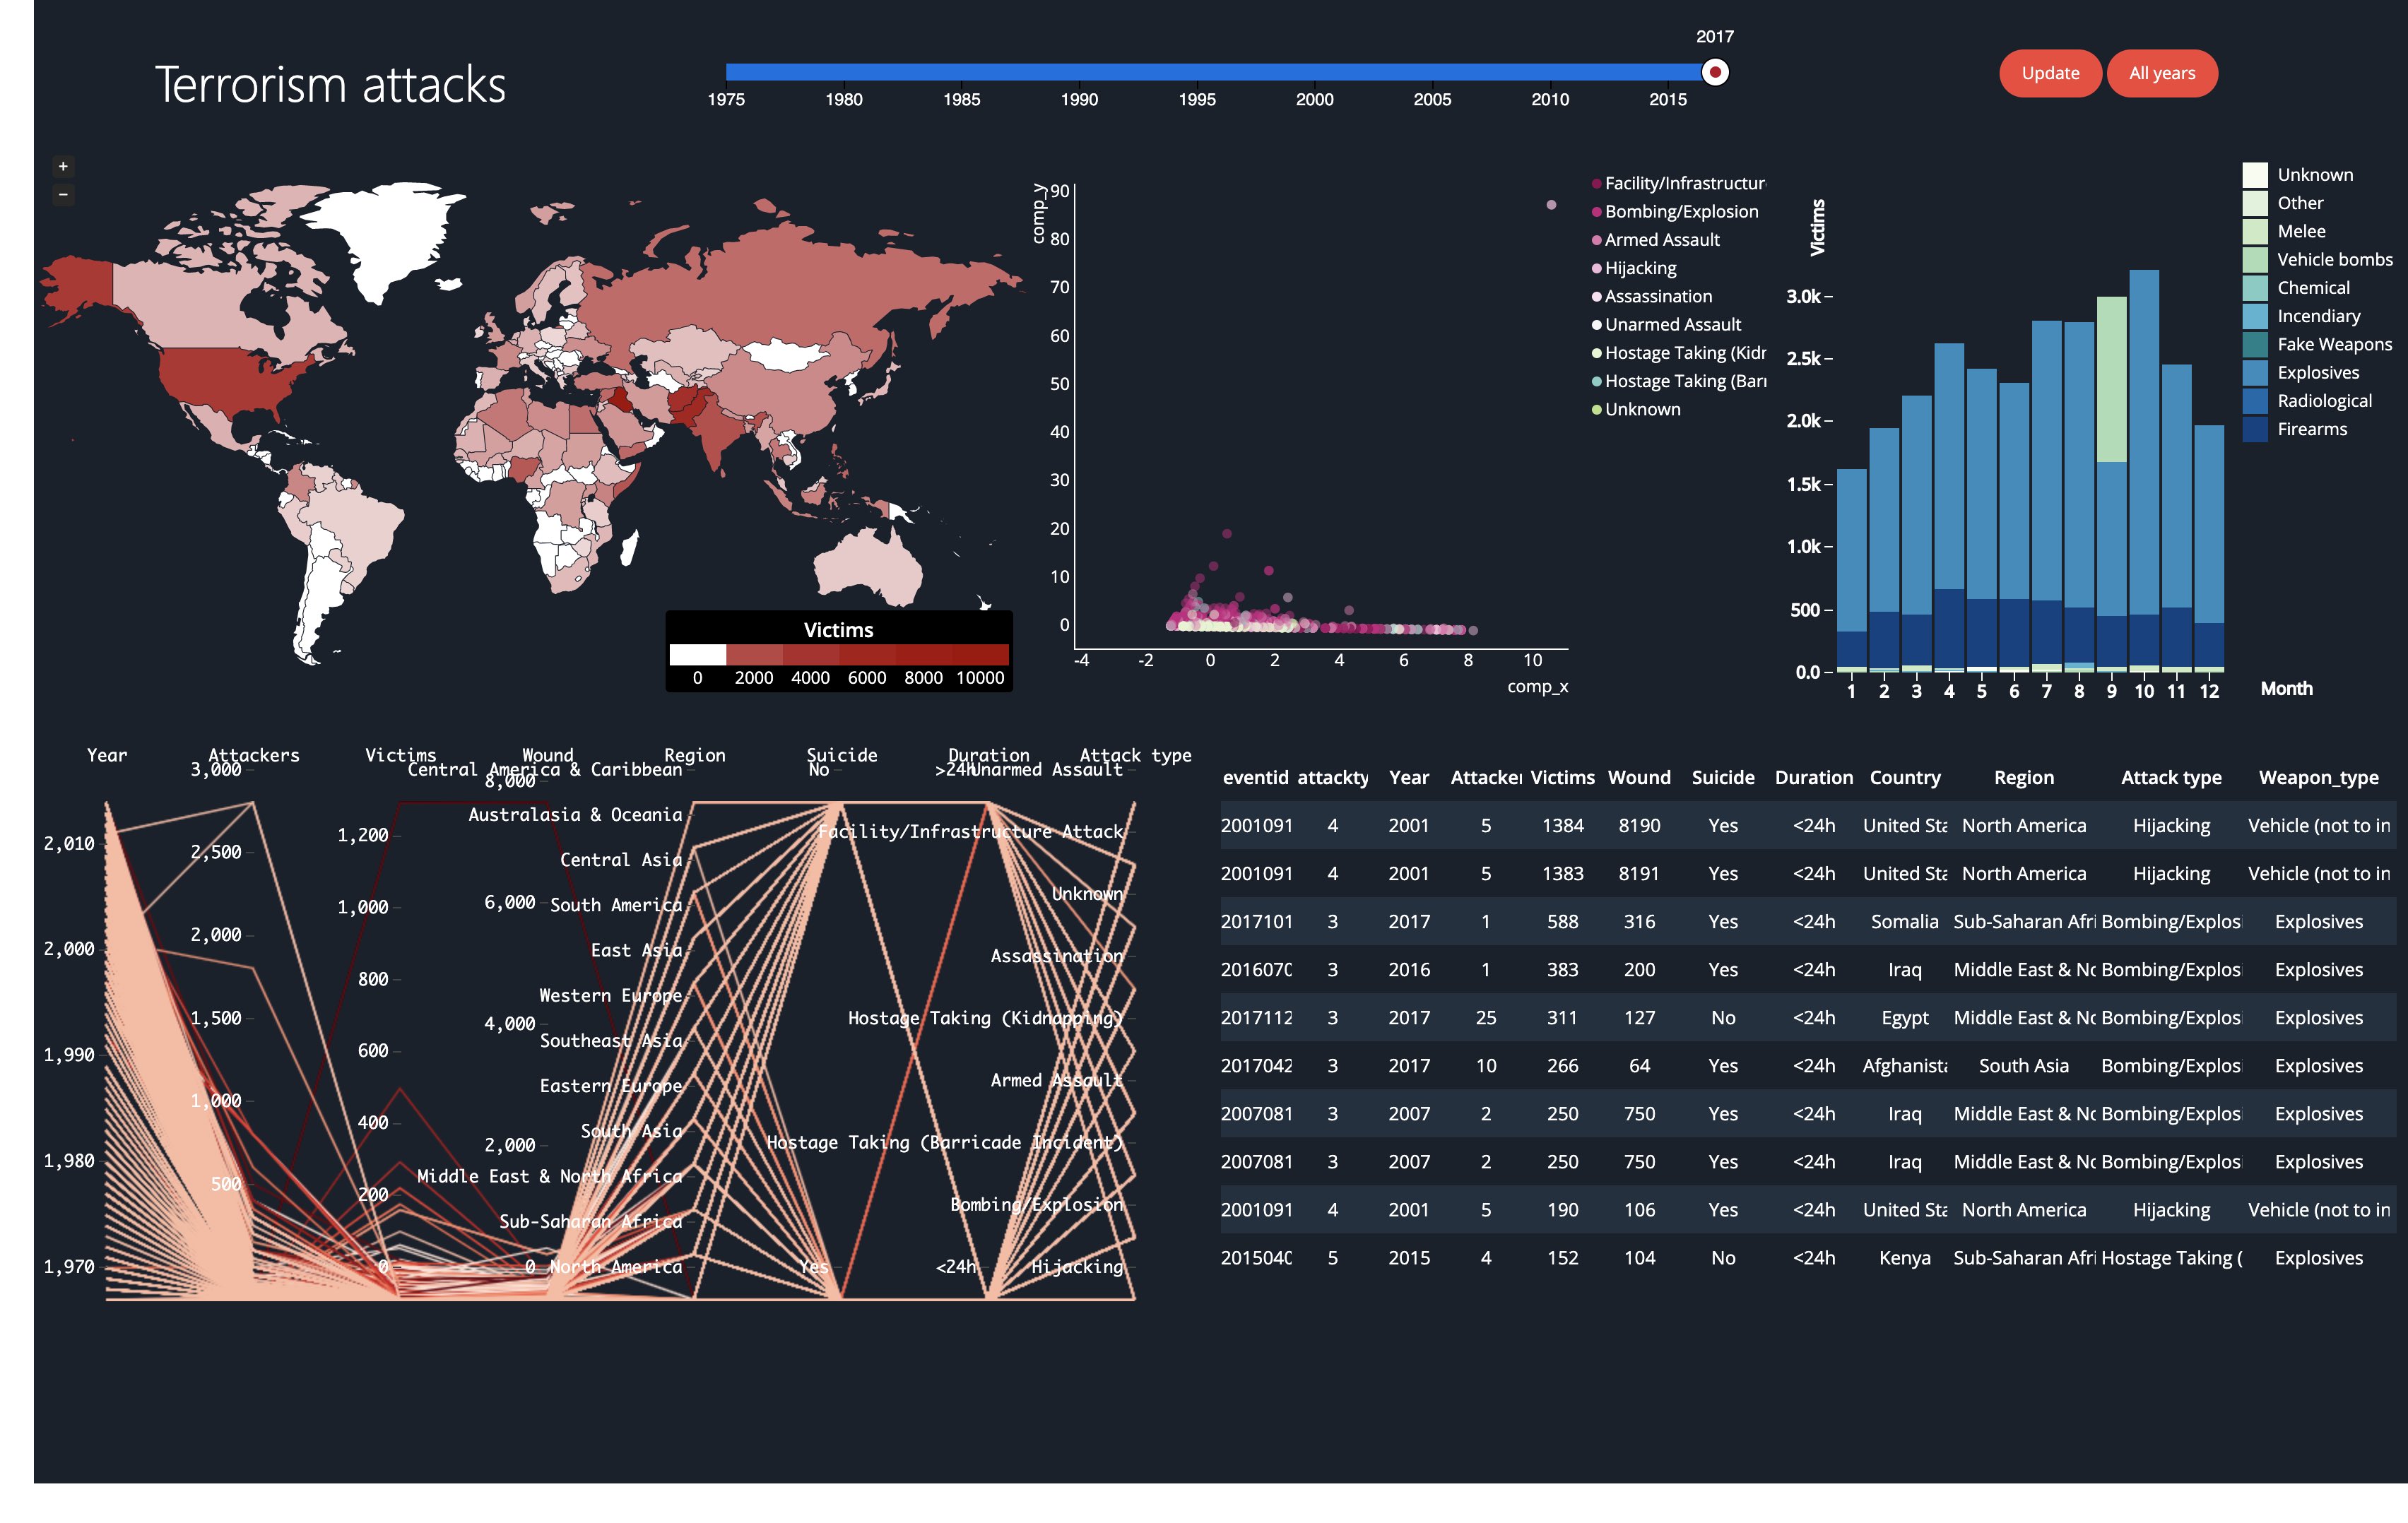 2017
Terrorism attacks
1975 1980 1985 1990 1995 2000 2005 2010 2015
Update All years
+
−
comp_y
90
80
70
60
50
40
30
20
10
0
-4 -2 0 2 4 6 8 10
comp_x
Facility/Infrastructur
Bombing/Explosion
Armed Assault
Hijacking
Assassination
Unarmed Assault
Hostage Taking (Kidn
Hostage Taking (Barr
Unknown
Victims
0 2000 4000 6000 8000 10000
Victims
3.0k
2.5k
2.0k
1.5k
1.0k
500
0.0
1 2 3 4 5 6 7 8 9 10 11 12
Month
Unknown
Other
Melee
Vehicle bombs
Chemical
Incendiary
Fake Weapons
Explosives
Radiological
Firearms
Year Attackers Victims Wound Region Suicide Duration Attack type
2,010
2,000
1,990
1,980
1,970
3,000
2,500
2,000
1,500
1,000
500
1,200
1,000
800
600
400
200
0
8,000
6,000
4,000
2,000
0
Central America & Caribbean
Australasia & Oceania
Central Asia
South America
East Asia
Western Europe
Southeast Asia
Eastern Europe
South Asia
Middle East & North Africa
Sub-Saharan Africa
North America
No
Yes
>24h
<24h
Unarmed Assault
Facility/Infrastructure Attack
Unknown
Assassination
Hostage Taking (Kidnapping)
Armed Assault
Hostage Taking (Barricade Incident)
Bombing/Explosion
Hijacking
eventid attackty Year Attacker Victims Wound Suicide Duration Country Region Attack type Weapon_type
2001091 4 2001 5 1384 8190 Yes <24h United Sta North America Hijacking Vehicle (not to in
2001091 4 2001 5 1383 8191 Yes <24h United Sta North America Hijacking Vehicle (not to in
2017101 3 2017 1 588 316 Yes <24h Somalia Sub-Saharan Afri Bombing/Explosi Explosives
2016070 3 2016 1 383 200 Yes <24h Iraq Middle East & No Bombing/Explosi Explosives
2017112 3 2017 25 311 127 No <24h Egypt Middle East & No Bombing/Explosi Explosives
2017042 3 2017 10 266 64 Yes <24h Afghanista South Asia Bombing/Explosi Explosives
2007081 3 2007 2 250 750 Yes <24h Iraq Middle East & No Bombing/Explosi Explosives
2007081 3 2007 2 250 750 Yes <24h Iraq Middle East & No Bombing/Explosi Explosives
2001091 4 2001 5 190 106 Yes <24h United Sta North America Hijacking Vehicle (not to in
2015040 5 2015 4 152 104 No <24h Kenya Sub-Saharan Afri Hostage Taking ( Explosives